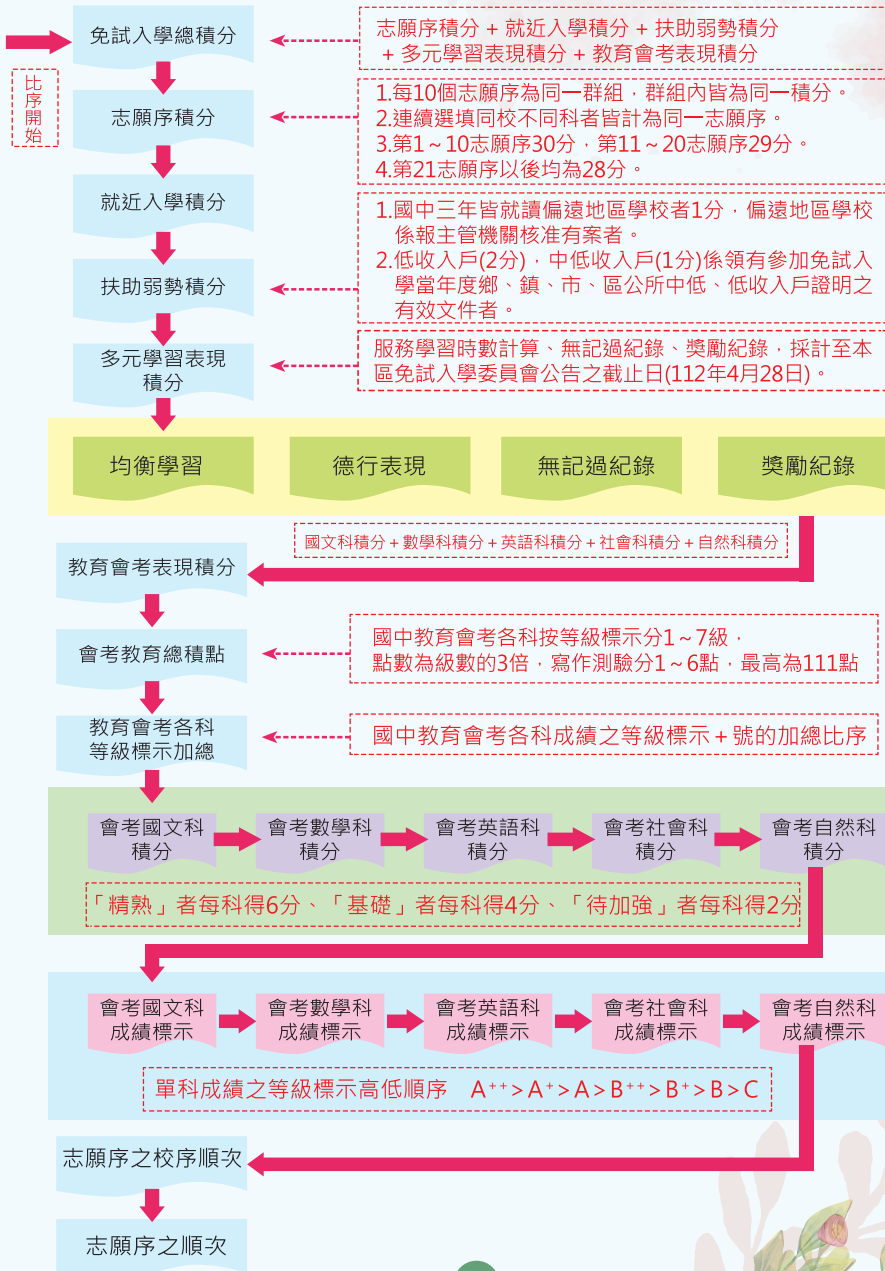 免試入學總積分
志願序積分 + 就近入學積分 + 扶助弱勢積分
+ 多元學習表現積分 + 教育會考表現積分
比序開始
志願序積分
1.每10個志願序為同一群組，群組內皆為同一積分。
2.連續選填同校不同科者皆計為同一志願序。
3.第1～10志願序30分，第11～20志願序29分。
4.第21志願序以後均為28分。
就近入學積分
扶助弱勢積分
1.國中三年皆就讀偏遠地區學校者1分，偏遠地區學校
係報主管機關核准有案者。
2.低收入戶(2分)，中低收入戶(1分)係領有參加免試入
學當年度鄉、鎮、市、區公所中低、低收入戶證明之
有效文件者。
多元學習表現
積分
服務學習時數計算、無記過紀錄、獎勵紀錄，採計至本
區免試入學委員會公告之截止日(112年4月28日)。
均衡學習
德行表現
無記過紀錄
獎勵紀錄
國文科積分+數學科積分+英語科積分+社會科積分+自然科積分
教育會考表現積分
會考教育總積點
國中教育會考各科按等級標示分1～7級，
點數為級數的3倍，寫作測驗分1～6點，最高為111點
教育會考各科
等級標示加總
國中教育會考各科成績之等級標示+號的加總比序
會考國文科
積分
會考數學科
積分
會考英語科
積分
會考社會科
積分
會考自然科
積分
「精熟」者每科得6分、「基礎」者每科得4分、「待加強」者每科得2分
會考國文科
成績標示
會考數學科
成績標示
會考英語科
成績標示
會考社會科
成績標示
會考自然科
成績標示
單科成績之等級標示高低順序 A⁺⁺>A⁺>A>B⁺⁺>B⁺>B>C
志願序之校序順次
志願序之順次